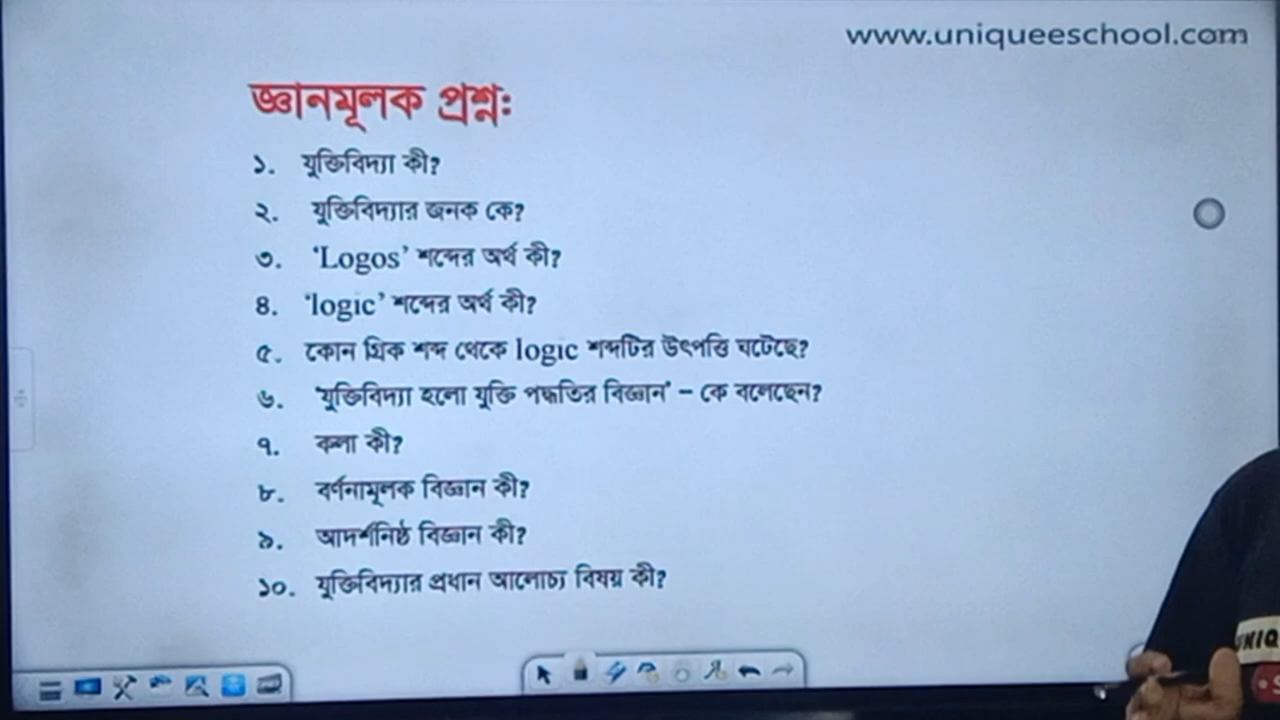 www.uniqueeschool.com
জ্ঞানমূলক প্রশ্নঃ
১. যুক্তিবিদ্যা কী?
২. যুক্তিবিদ্যার জনক কে?
৩. ‘Logos’ শব্দের অর্থ কী?
৪. ‘logic’ শব্দের অর্থ কী?
৫. কোন গ্রিক শব্দ থেকে logic শব্দটির উৎপত্তি ঘটেছে?
৬. ‘যুক্তিবিদ্যা হলো যুক্তি পদ্ধতির বিজ্ঞান’ – কে বলেছেন?
৭. কলা কী?
৮. বর্ণনামূলক বিজ্ঞান কী?
৯. আদর্শনিষ্ঠ বিজ্ঞান কী?
১০. যুক্তিবিদ্যার প্রধান আলোচ্য বিষয় কী?